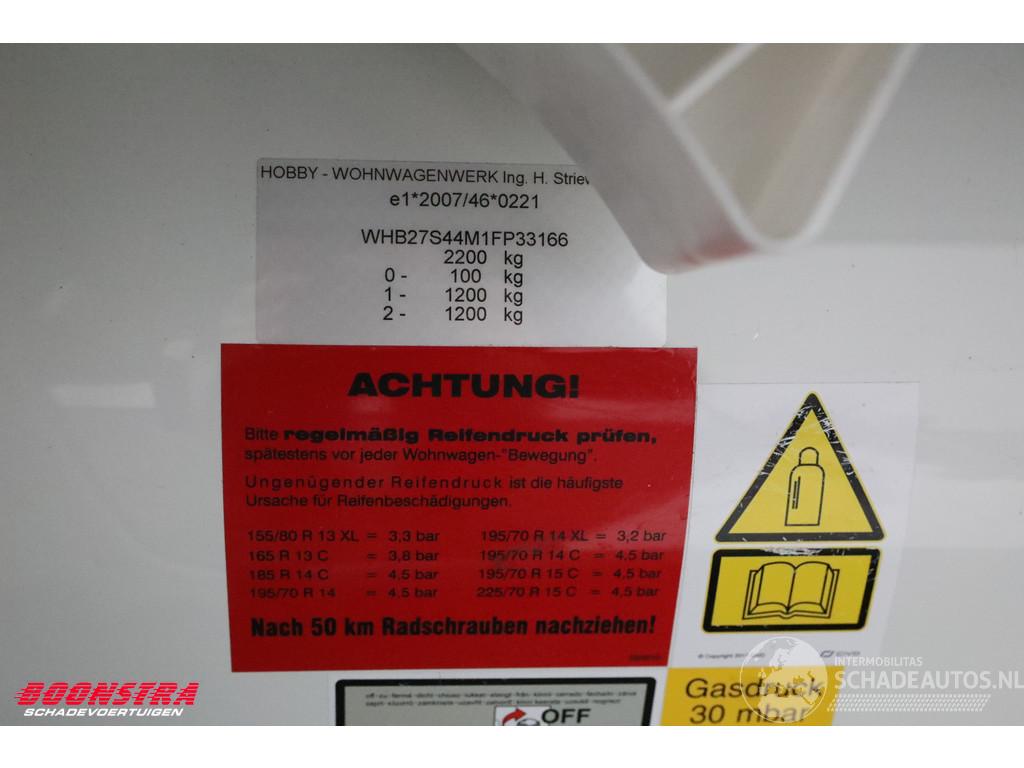 HOBBY - WOHNWAGENWERK Ing. H. Striev
e1*2007/46*0221
WHB27S44M1FP33166
2200 kg
0 - 100 kg
1 - 1200 kg
2 - 1200 kg
ACHTUNG!
Bitte regelmäßig Reifendruck prüfen,
spätestens vor jeder Wohnwagen-"Bewegung".
Ungenügender Reifendruck ist die häufigste
Ursache für Reifenbeschädigungen.
155/80 R 13 XL = 3,3 bar 195/70 R 14 XL = 3,2 bar
165 R 13 C = 3,8 bar 195/70 R 14 C = 4,5 bar
185 R 14 C = 4,5 bar 195/70 R 15 C = 4,5 bar
195/70 R 14 = 4,5 bar 225/70 R 15 C = 4,5 bar
Nach 50 km Radschrauben nachziehen!
© Copyright
Gasdruck
30 mbar
OFF
BOONSTRA
SCHADEVOERTUIGEN
INTERMOBILITAS
SCHADEAUTOS.NL